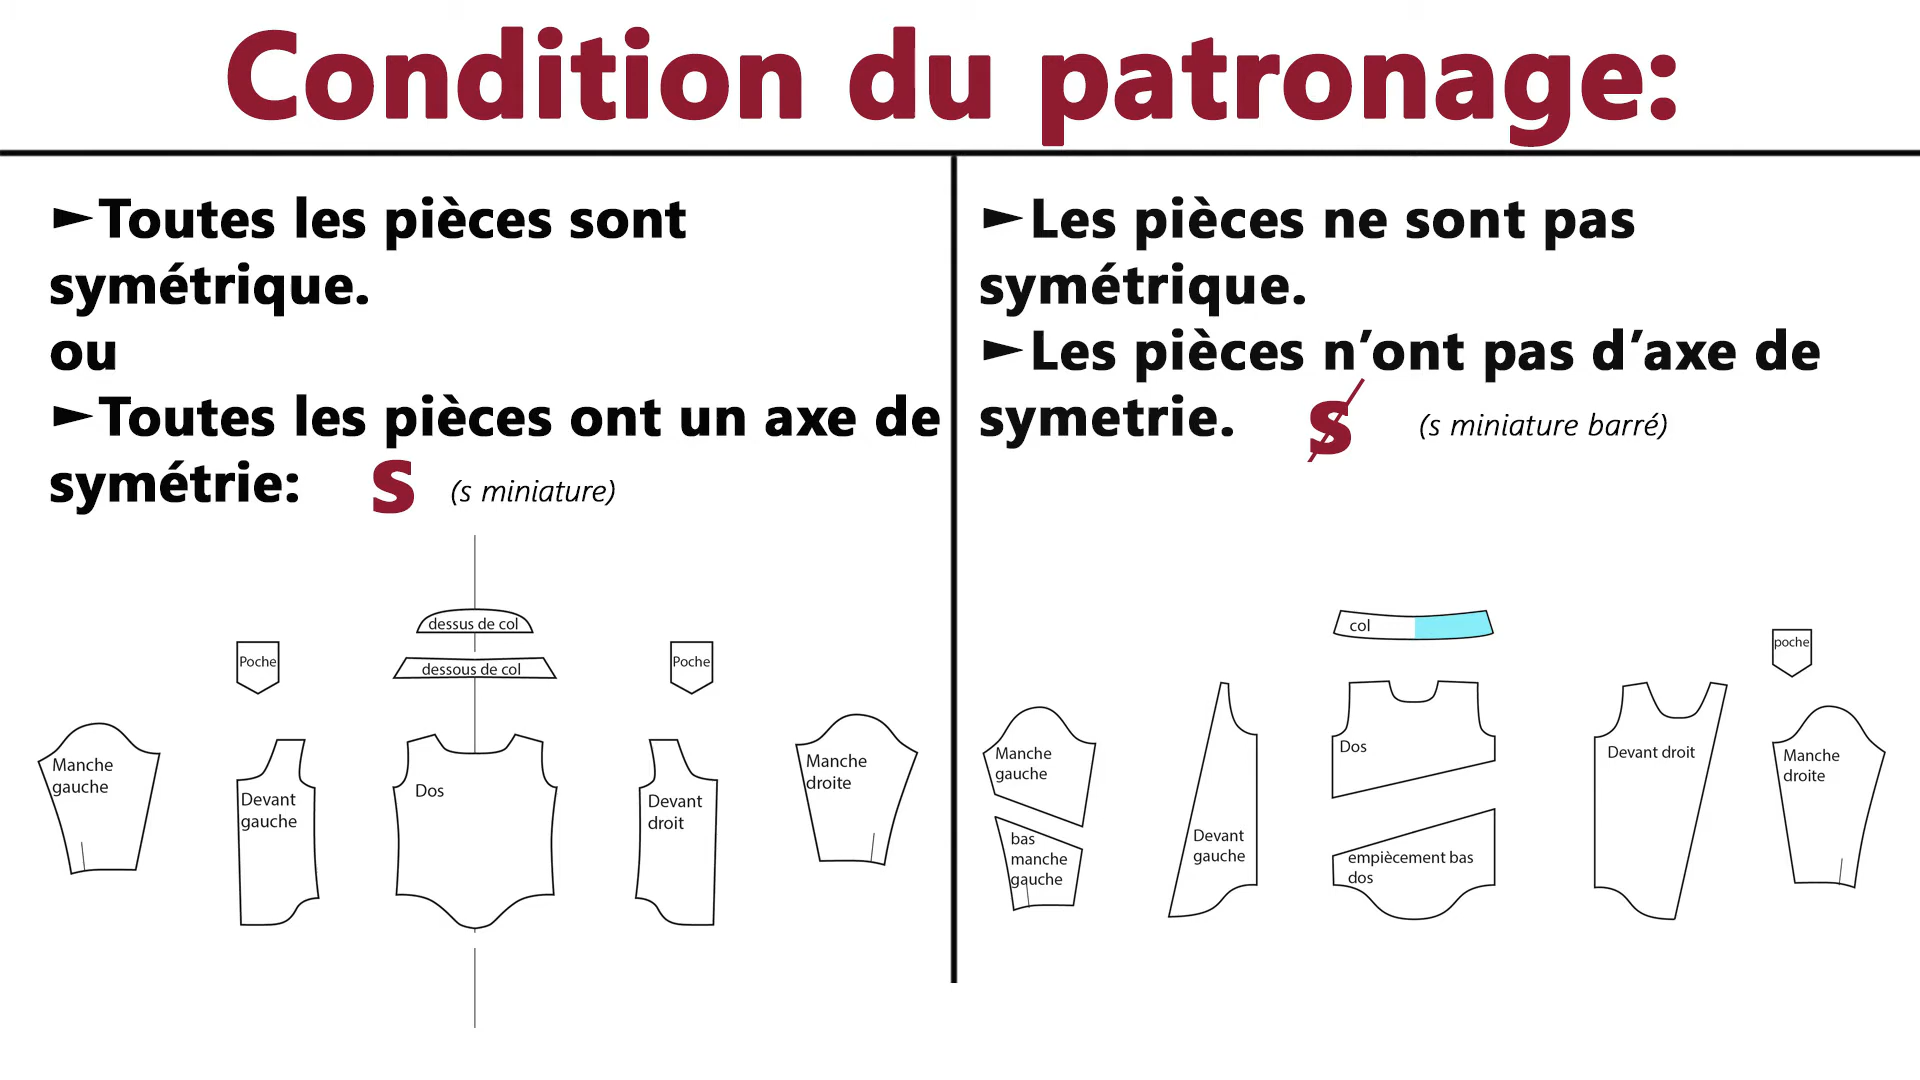 Condition du patronage:
►Toutes les pièces sont
symétrique.
ou
►Toutes les pièces ont un axe de
symétrie: s (s miniature)
dessus de col
dessous de col
Poche
Poche
Manche
gauche
Devant
gauche
Dos
Devant
droit
Manche
droite
►Les pièces ne sont pas
symétrique.
►Les pièces n’ont pas d’axe de
symetrie. s (s miniature barré)
col
poche
Manche
gauche
bas
manche
gauche
Devant
gauche
Dos
empiècement bas
dos
Devant droit
Manche
droite